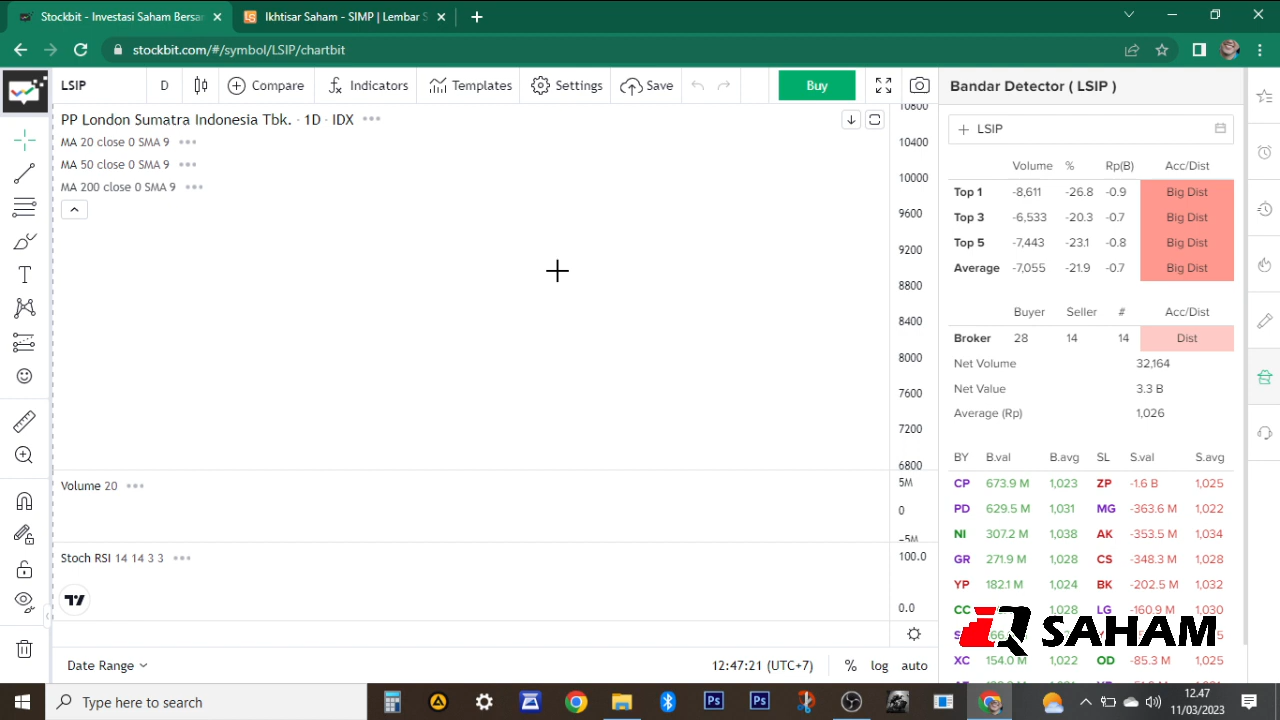 Stockbit - Investasi Saham Bersar
Ikhtisar Saham - SIMP | Lembar S
stockbit.com/#/symbol/LSIP/chartbit
LSIP D Compare Indicators Templates Settings Save Buy
PP London Sumatra Indonesia Tbk. · 1D · IDX
MA 20 close 0 SMA 9
MA 50 close 0 SMA 9
MA 200 close 0 SMA 9
10800
10400
10000
9600
9200
8800
8400
8000
7600
7200
6800
Volume 20
5M
0
−5M
Stoch RSI 14 14 3 3
100.0
0.0
Date Range
12:47:21 (UTC+7) % log auto
Bandar Detector ( LSIP )
+ LSIP
Volume % Rp(B) Acc/Dist
Top 1 -8,611 -26.8 -0.9 Big Dist
Top 3 -6,533 -20.3 -0.7 Big Dist
Top 5 -7,443 -23.1 -0.8 Big Dist
Average -7,055 -21.9 -0.7 Big Dist
Buyer Seller # Acc/Dist
Broker 28 14 14 Dist
Net Volume 32,164
Net Value 3.3 B
Average (Rp) 1,026
BY B.val B.avg SL S.val S.avg
CP 673.9 M 1,023 ZP -1.6 B 1,025
PD 629.5 M 1,031 MG -363.6 M 1,022
NI 307.2 M 1,038 AK -353.5 M 1,034
GR 271.9 M 1,028 CS -348.3 M 1,028
YP 182.1 M 1,024 BK -202.5 M 1,032
CC 1,028 LG -160.9 M 1,030
XC 154.0 M 1,022 OD -85.3 M 1,025
SAHAM
Type here to search
12.47
11/03/2023